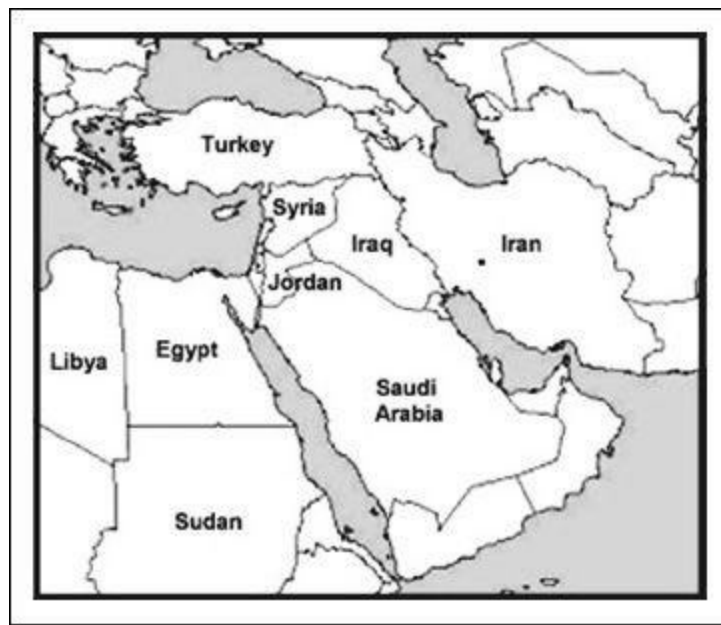 Turkey
Syria
Iraq
Iran
Jordan
Libya
Egypt
Saudi
Arabia
Sudan